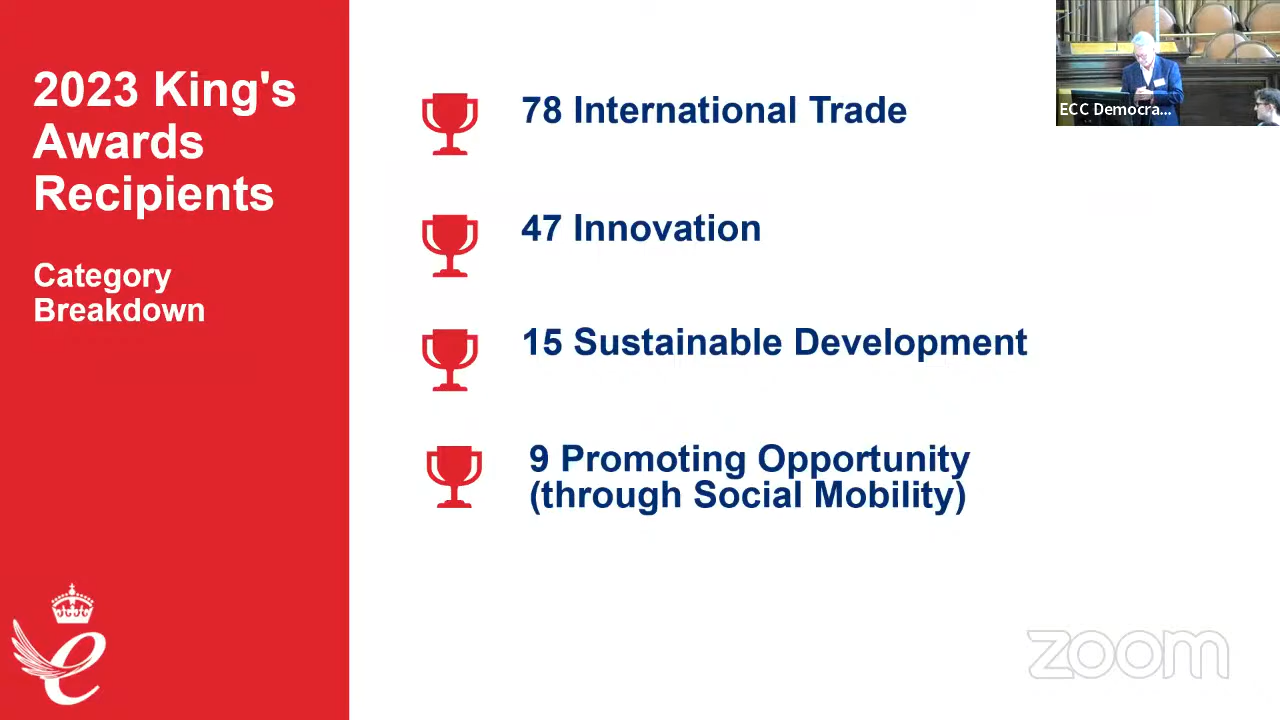 2023 King's
Awards
Recipients
Category
Breakdown
78 International Trade
47 Innovation
15 Sustainable Development
9 Promoting Opportunity
(through Social Mobility)
ECC Democra...
zoom